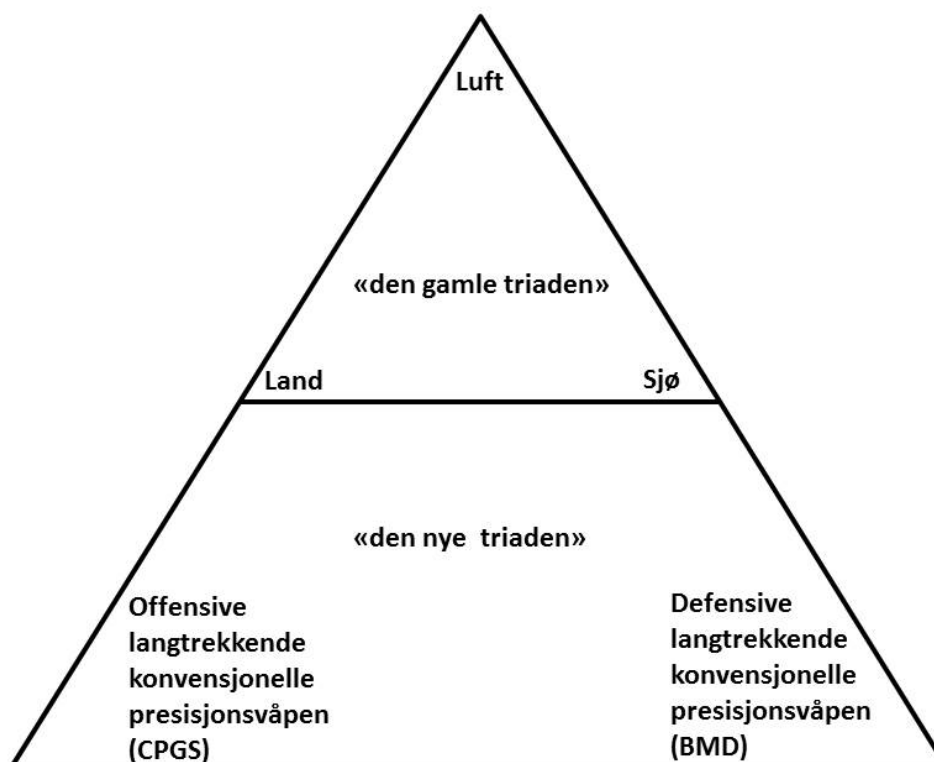 Luft
«den gamle triaden»
Land
Sjø
«den nye triaden»
Offensive
langtrekkende
konvensjonelle
presisjonsvåpen
(CPGS)
Defensive
langtrekkende
konvensjonelle
presisjonsvåpen
(BMD)